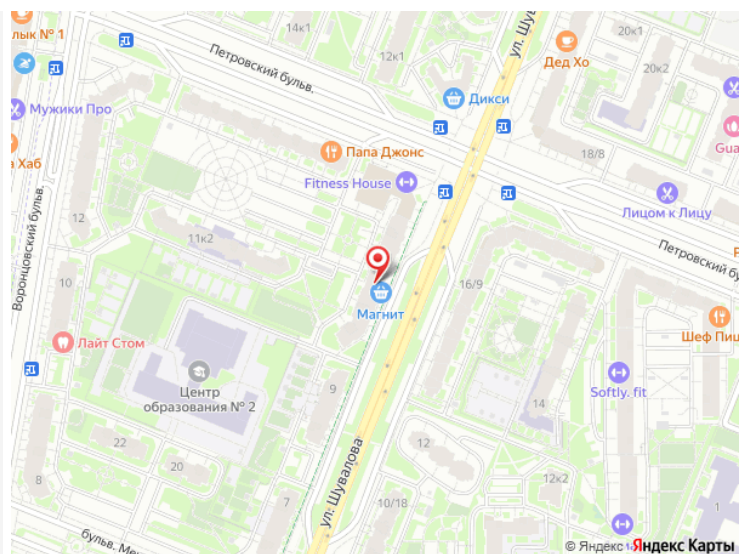 14к1
ул. Шув
20к1
лык № 1
Петровский бульв.
12к1
Дед Хо
20к2
Дикси
Мужики Про
Папа Джонс
18/8
Gua
а Хаб
Fitness House
Лицом к Лицу
12
11к2
Петровский бу
Воронцовский бульв.
10
16/9
Магнит
Лайт Стом
Шеф Пиц
Центр
образования № 2
9
Softly. fit
14
ул. Шувалова
22
20
12
8
12к2
7
10/18
1
бульв. Ме
© Яндекс Яндекс Карты